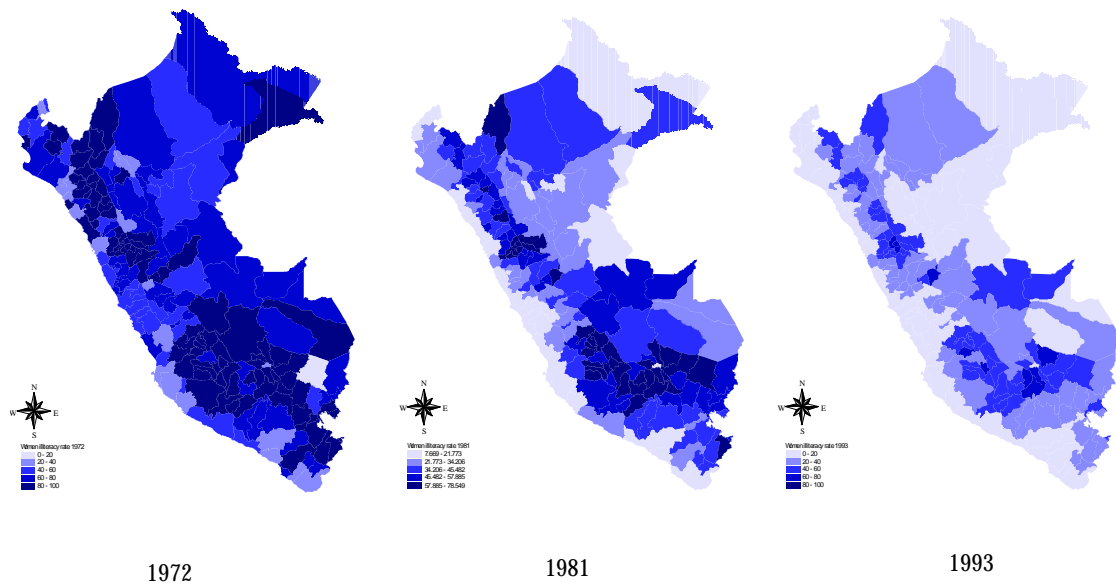 N
W E
S
Women illiteracy rate 1972
0 - 20
20 - 40
40 - 60
60 - 80
80 - 100
N
W E
S
Women illiteracy rate 1981
7.669 - 21.773
21.773 - 34.206
34.206 - 45.482
45.482 - 57.885
57.885 - 78.549
N
W E
S
Women illiteracy rate 1993
0 - 20
20 - 40
40 - 60
60 - 80
80 - 100
1972
1981
1993